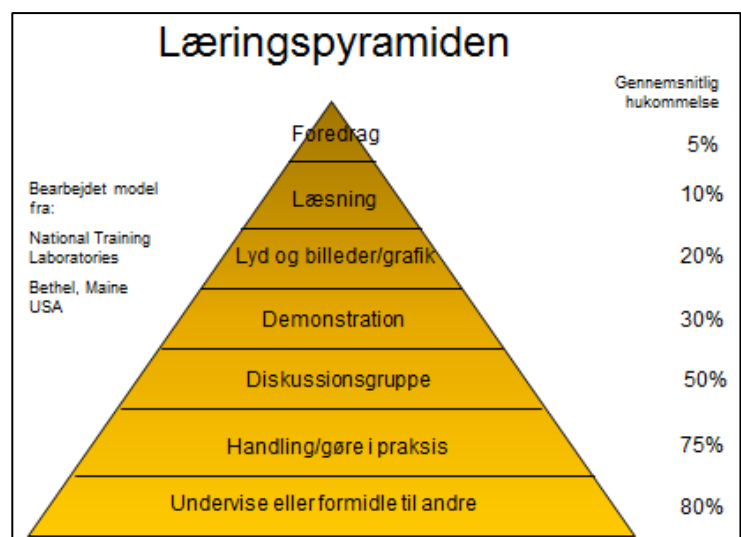 Læringspyramiden
Gennemsnitlig
hukommelse
Foredrag
5%
Læsning
10%
Bearbejdet model
fra:
National Training
Laboratories
Bethel, Maine
USA
Lyd og billeder/grafik
20%
Demonstration
30%
Diskussionsgruppe
50%
Handling/gøre i praksis
75%
Undervise eller formidle til andre
80%